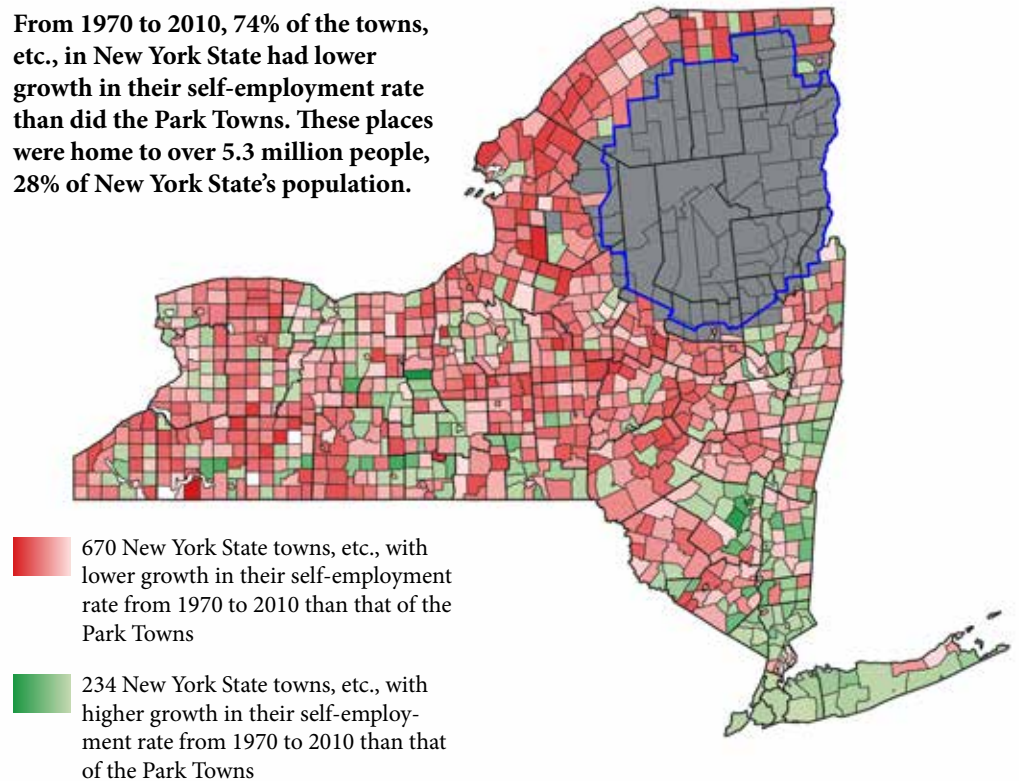 From 1970 to 2010, 74% of the towns,
etc., in New York State had lower
growth in their self-employment rate
than did the Park Towns. These places
were home to over 5.3 million people,
28% of New York State’s population.
670 New York State towns, etc., with
lower growth in their self-employment
rate from 1970 to 2010 than that of the
Park Towns
234 New York State towns, etc., with
higher growth in their self-employ-
ment rate from 1970 to 2010 than that
of the Park Towns